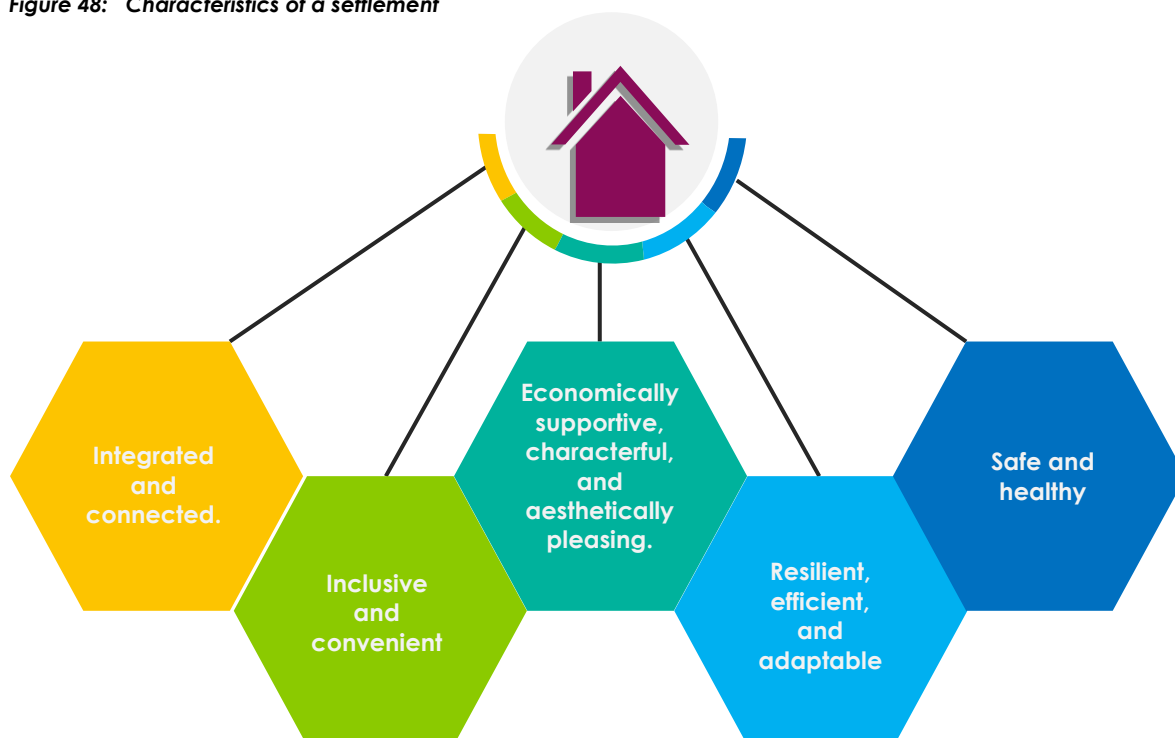 Figure 48: Characteristics of a settlement
Integrated
and
connected.
Inclusive
and
convenient
Economically
supportive,
characterful,
and
aesthetically
pleasing.
Resilient,
efficient,
and
adaptable
Safe and
healthy